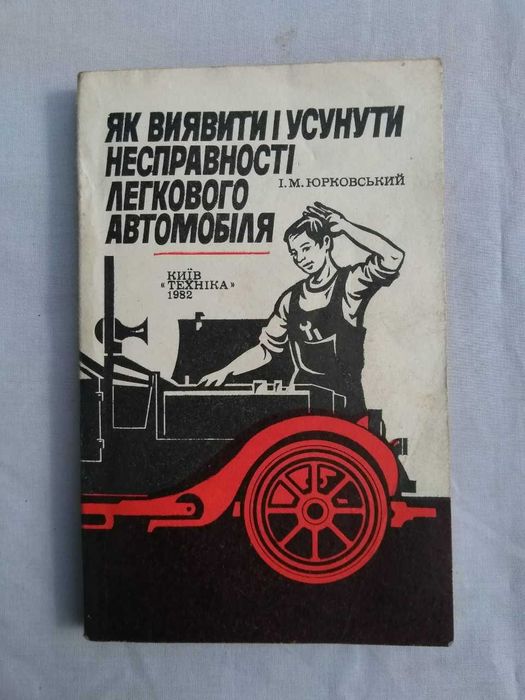 ЯК ВИЯВИТИ І УСУНУТИ
НЕСПРАВНОСТІ
ЛЕГКОВОГО
АВТОМОБІЛЯ
І.М.ЮРКОВСЬКИЙ
КИЇВ
«ТЕХНІКА»
1982